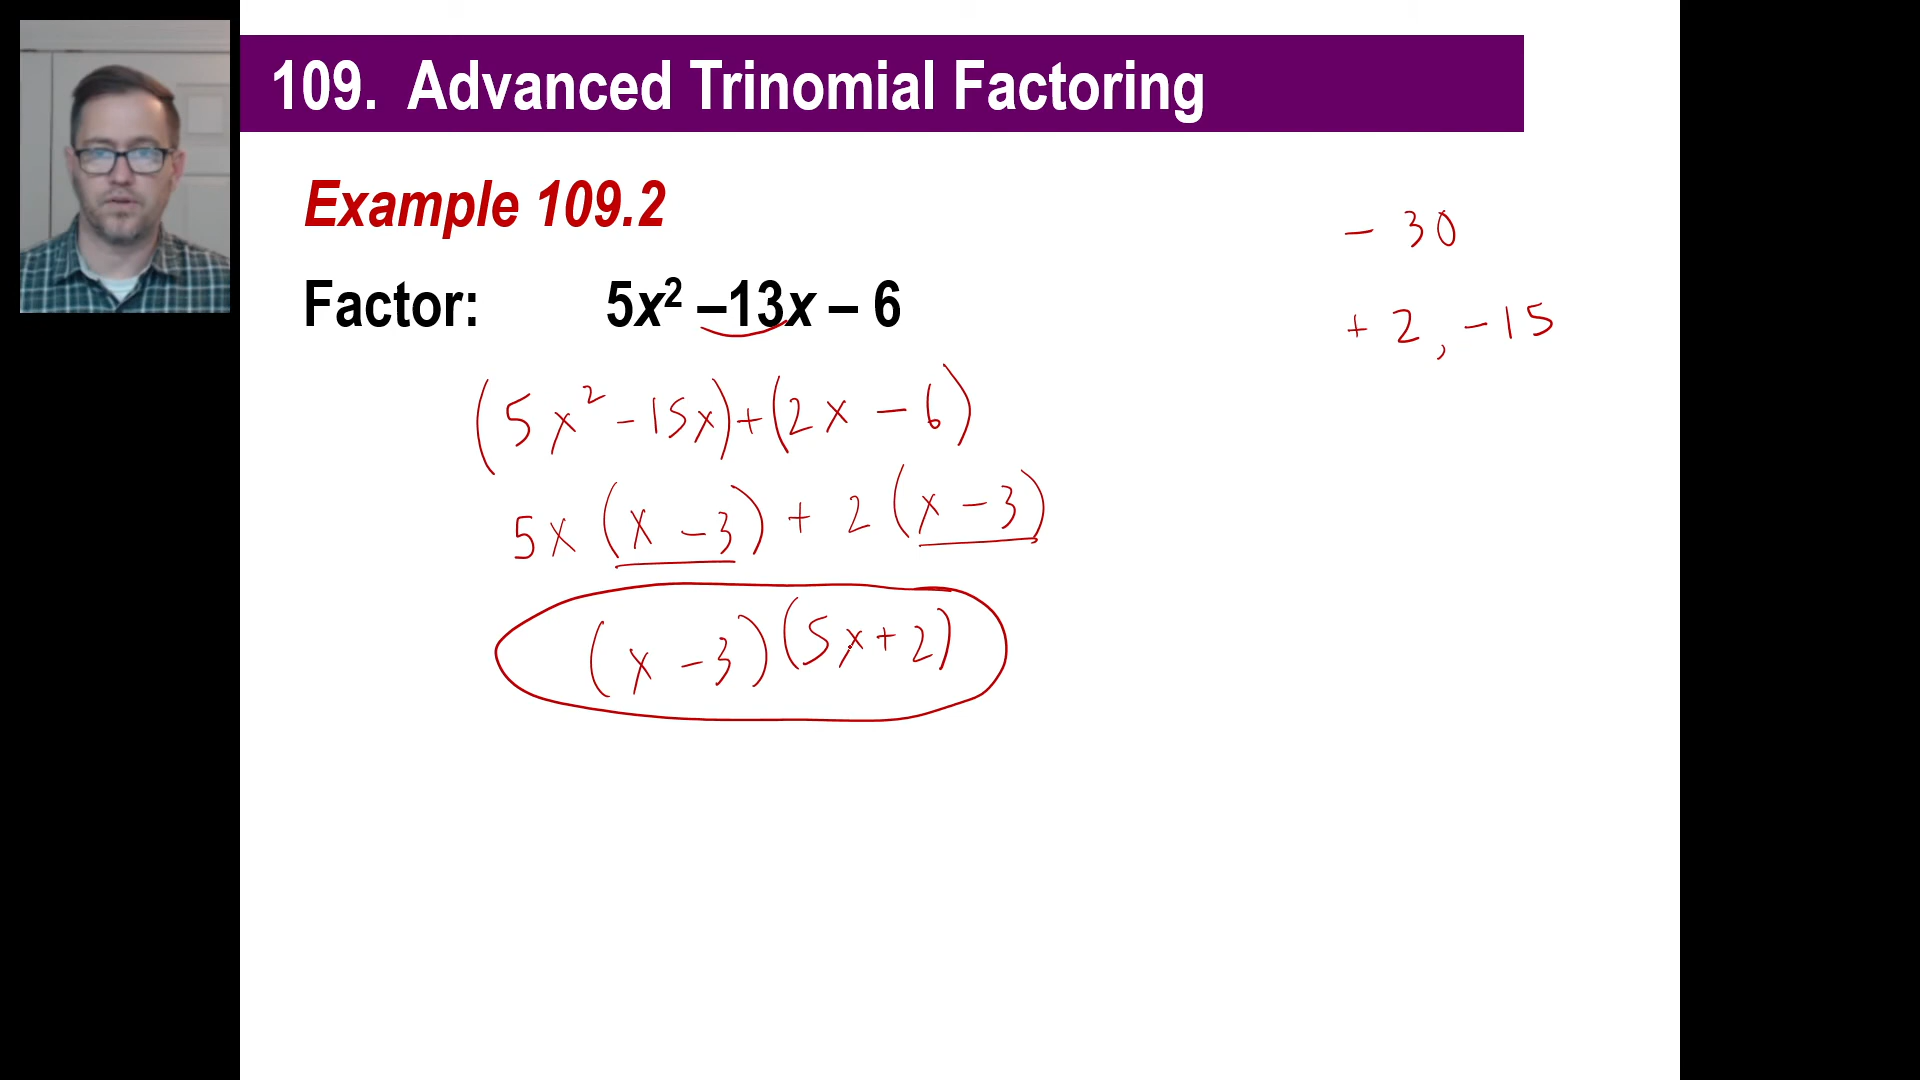 109. Advanced Trinomial Factoring
Example 109.2
- 30
Factor: 5x² –13x – 6
+ 2, -15
(5x² - 15x) + (2x - 6)
5x (x - 3) + 2 (x - 3)
(x - 3)(5x + 2)